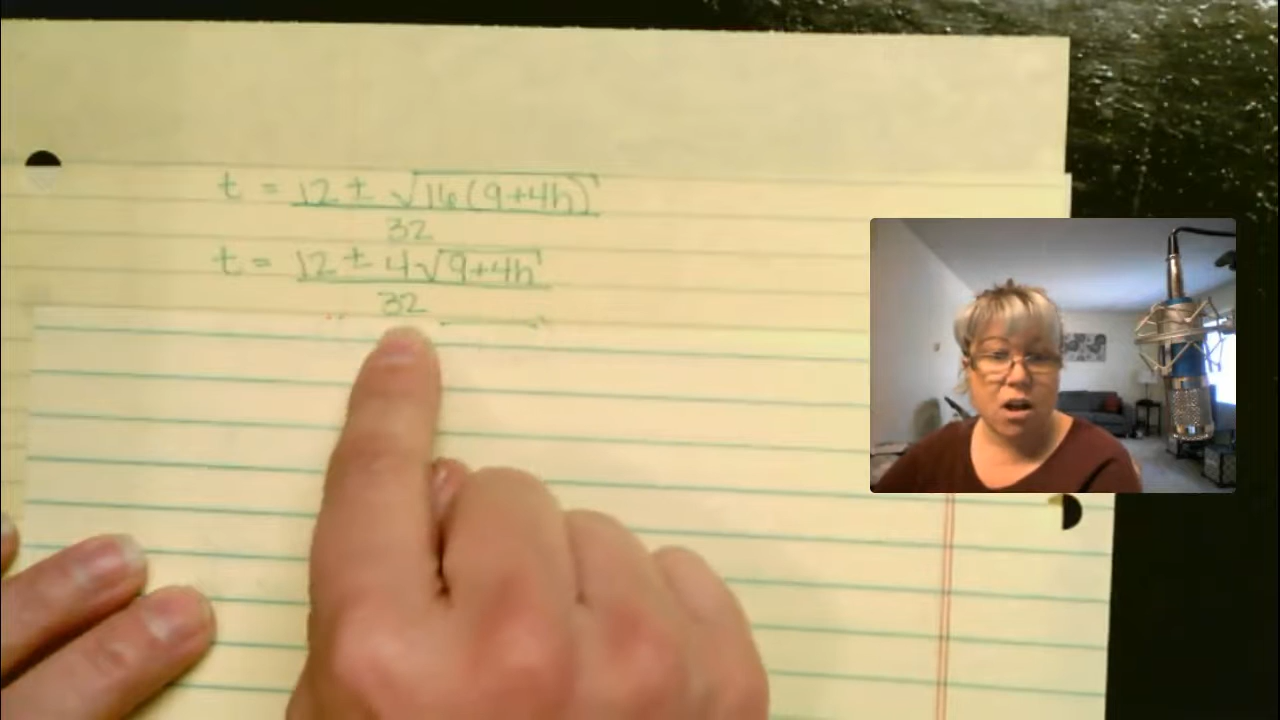 t = 12 ± √16(9+4h)
32
t = 12 ± 4√9+4h
32